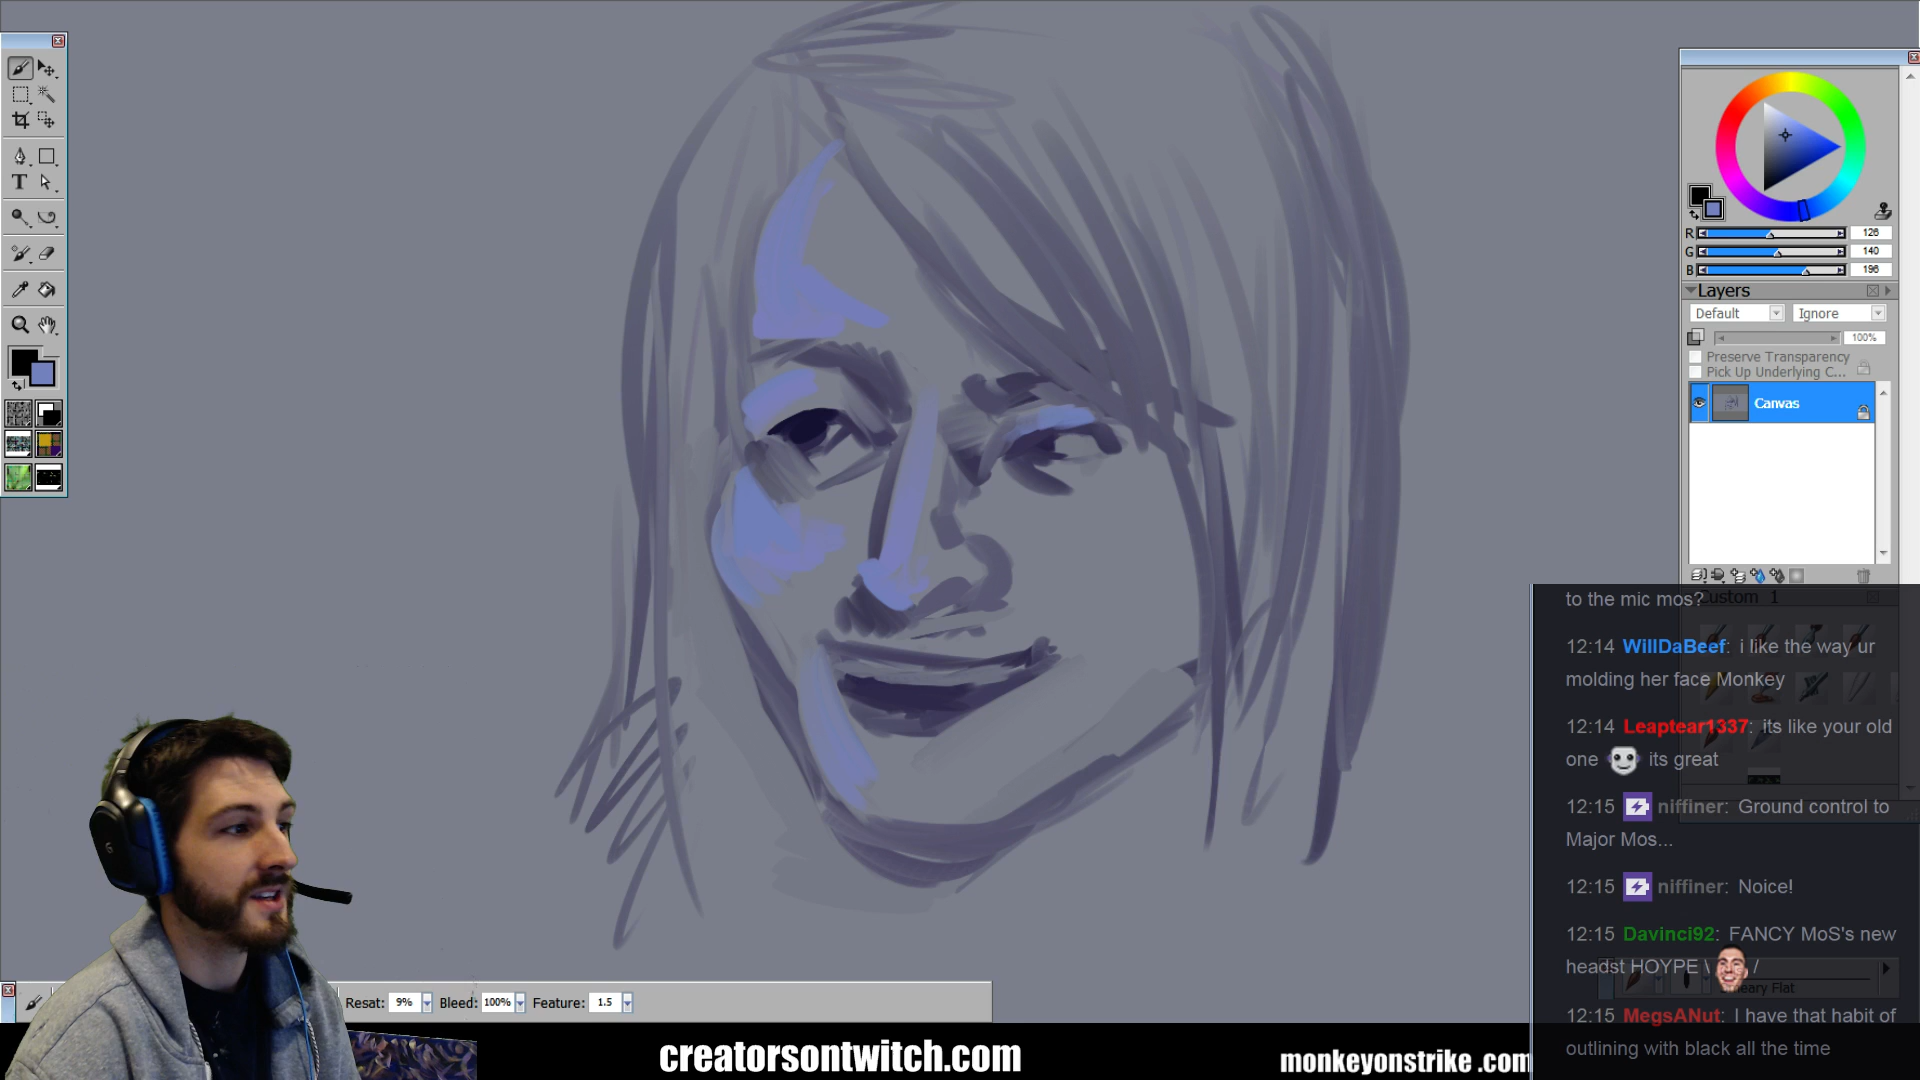 T
R 126
G 140
B 196
Layers
Default Ignore
100%
Preserve Transparency
Pick Up Underlying C...
Canvas
Custom 1
to the mic mos?
12:14 WillDaBeef: i like the way ur
molding her face Monkey
12:14 Leaptear1337: its like your old
one its great
12:15 niffiner: Ground control to
Major Mos...
12:15 niffiner: Noice!
12:15 Davinci92: FANCY MoS's new
headst HOYPE \ /
Smeary Flat
12:15 MegsANut: I have that habit of
outlining with black all the time
Resat: 9% Bleed: 100% Feature: 1.5
creatorsontwitch.com
monkeyonstrike .com